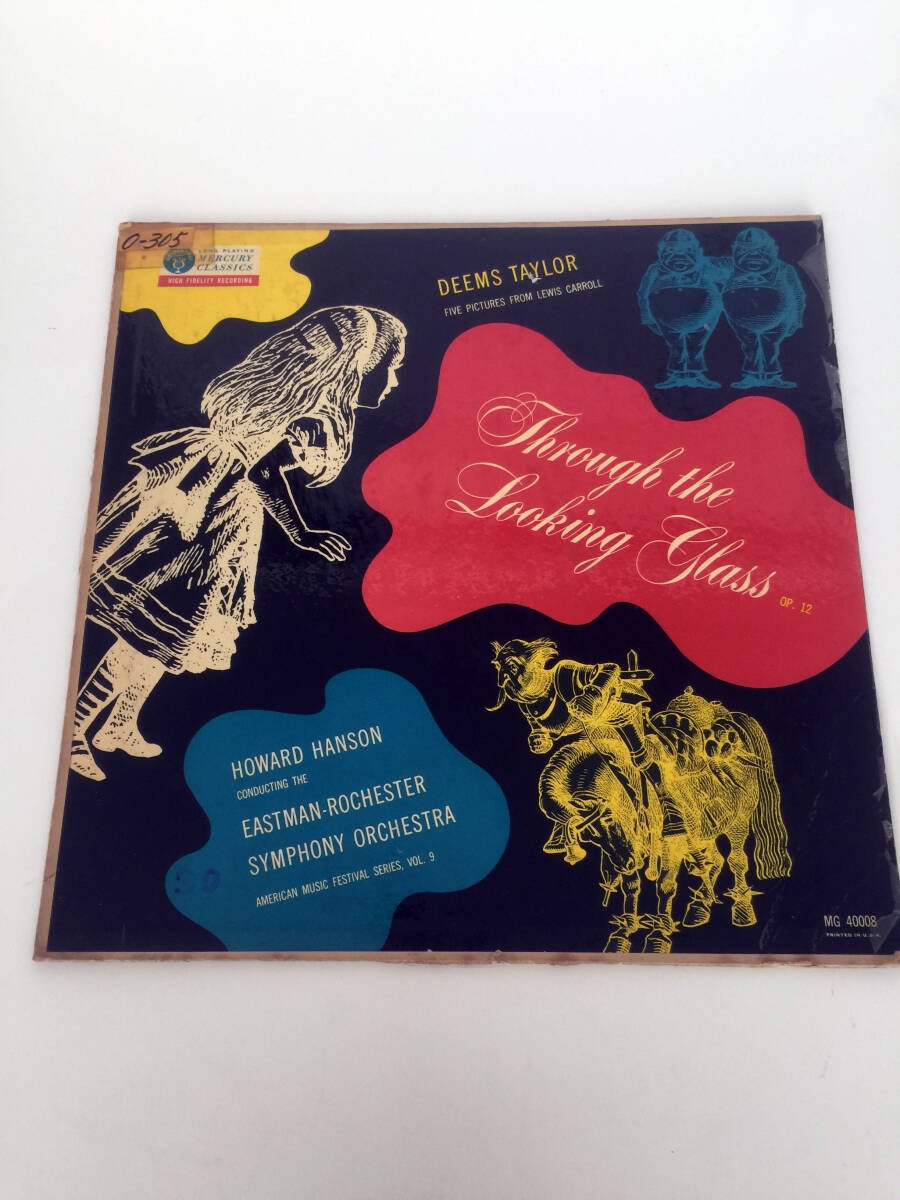 O-305
LONG PLAYING
MERCURY
CLASSICS
HIGH FIDELITY RECORDING
DEEMS TAYLOR
FIVE PICTURES FROM LEWIS CARROLL
Through the
Looking Glass
OP. 12
HOWARD HANSON
CONDUCTING THE
EASTMAN-ROCHESTER
SYMPHONY ORCHESTRA
AMERICAN MUSIC FESTIVAL SERIES, VOL. 9
MG 40008
PRINTED IN U.S.A.